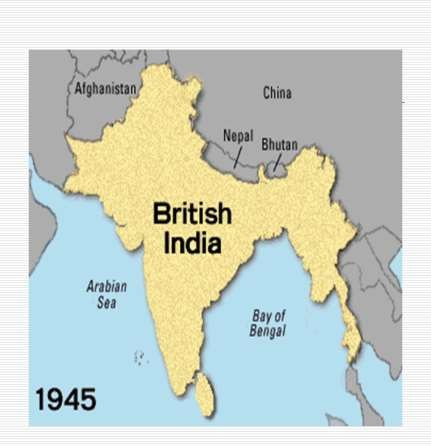 Afghanistan
China
Nepal
Bhutan
British
India
Arabian
Sea
Bay of
Bengal
1945